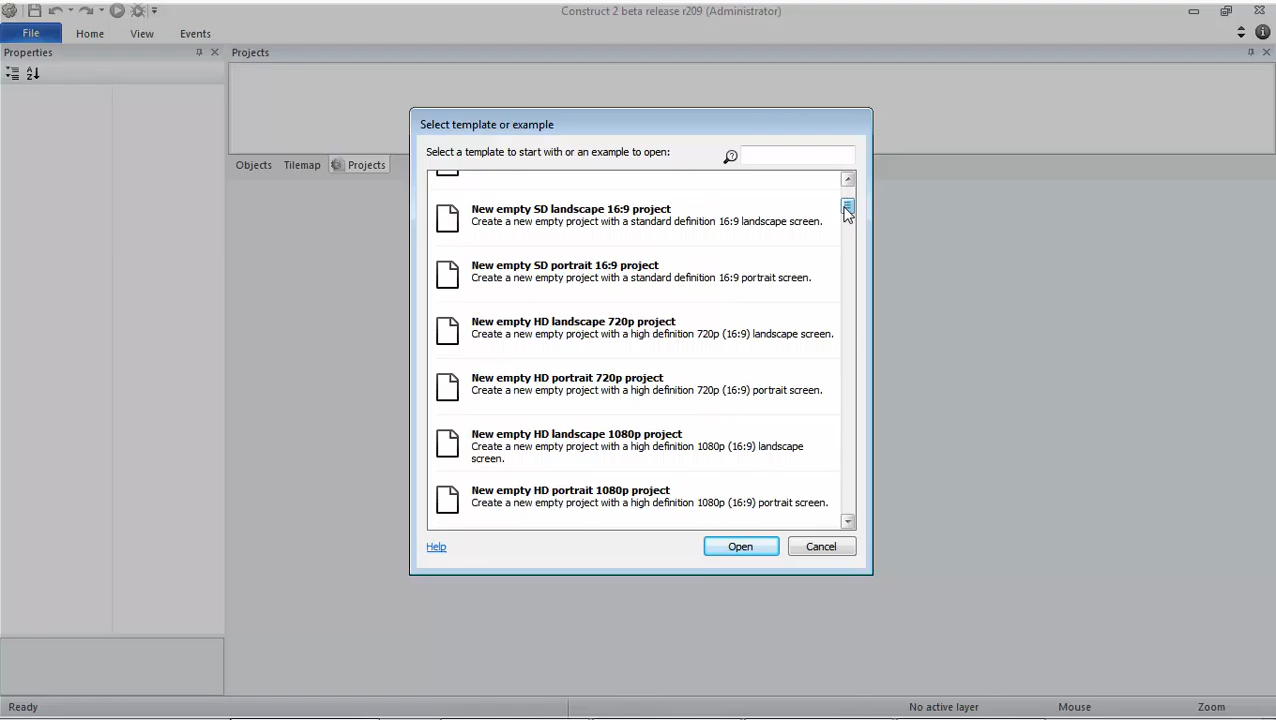 Construct 2 beta release r209 (Administrator)
File Home View Events
Properties
Projects
Objects Tilemap Projects
Select template or example
Select a template to start with or an example to open:
New empty SD landscape 16:9 project
Create a new empty project with a standard definition 16:9 landscape screen.
New empty SD portrait 16:9 project
Create a new empty project with a standard definition 16:9 portrait screen.
New empty HD landscape 720p project
Create a new empty project with a high definition 720p (16:9) landscape screen.
New empty HD portrait 720p project
Create a new empty project with a high definition 720p (16:9) portrait screen.
New empty HD landscape 1080p project
Create a new empty project with a high definition 1080p (16:9) landscape
screen.
New empty HD portrait 1080p project
Create a new empty project with a high definition 1080p (16:9) portrait screen.
Help Open Cancel
Ready No active layer Mouse Zoom